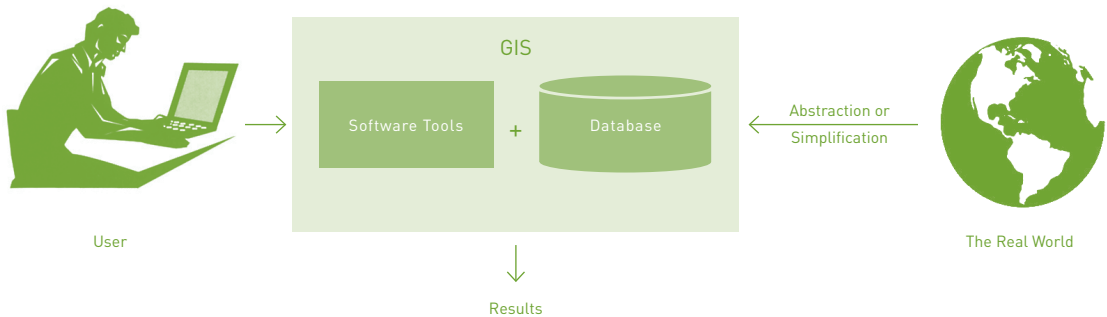 GIS
Software Tools
+
Database
Abstraction or
Simplification
User
The Real World
Results